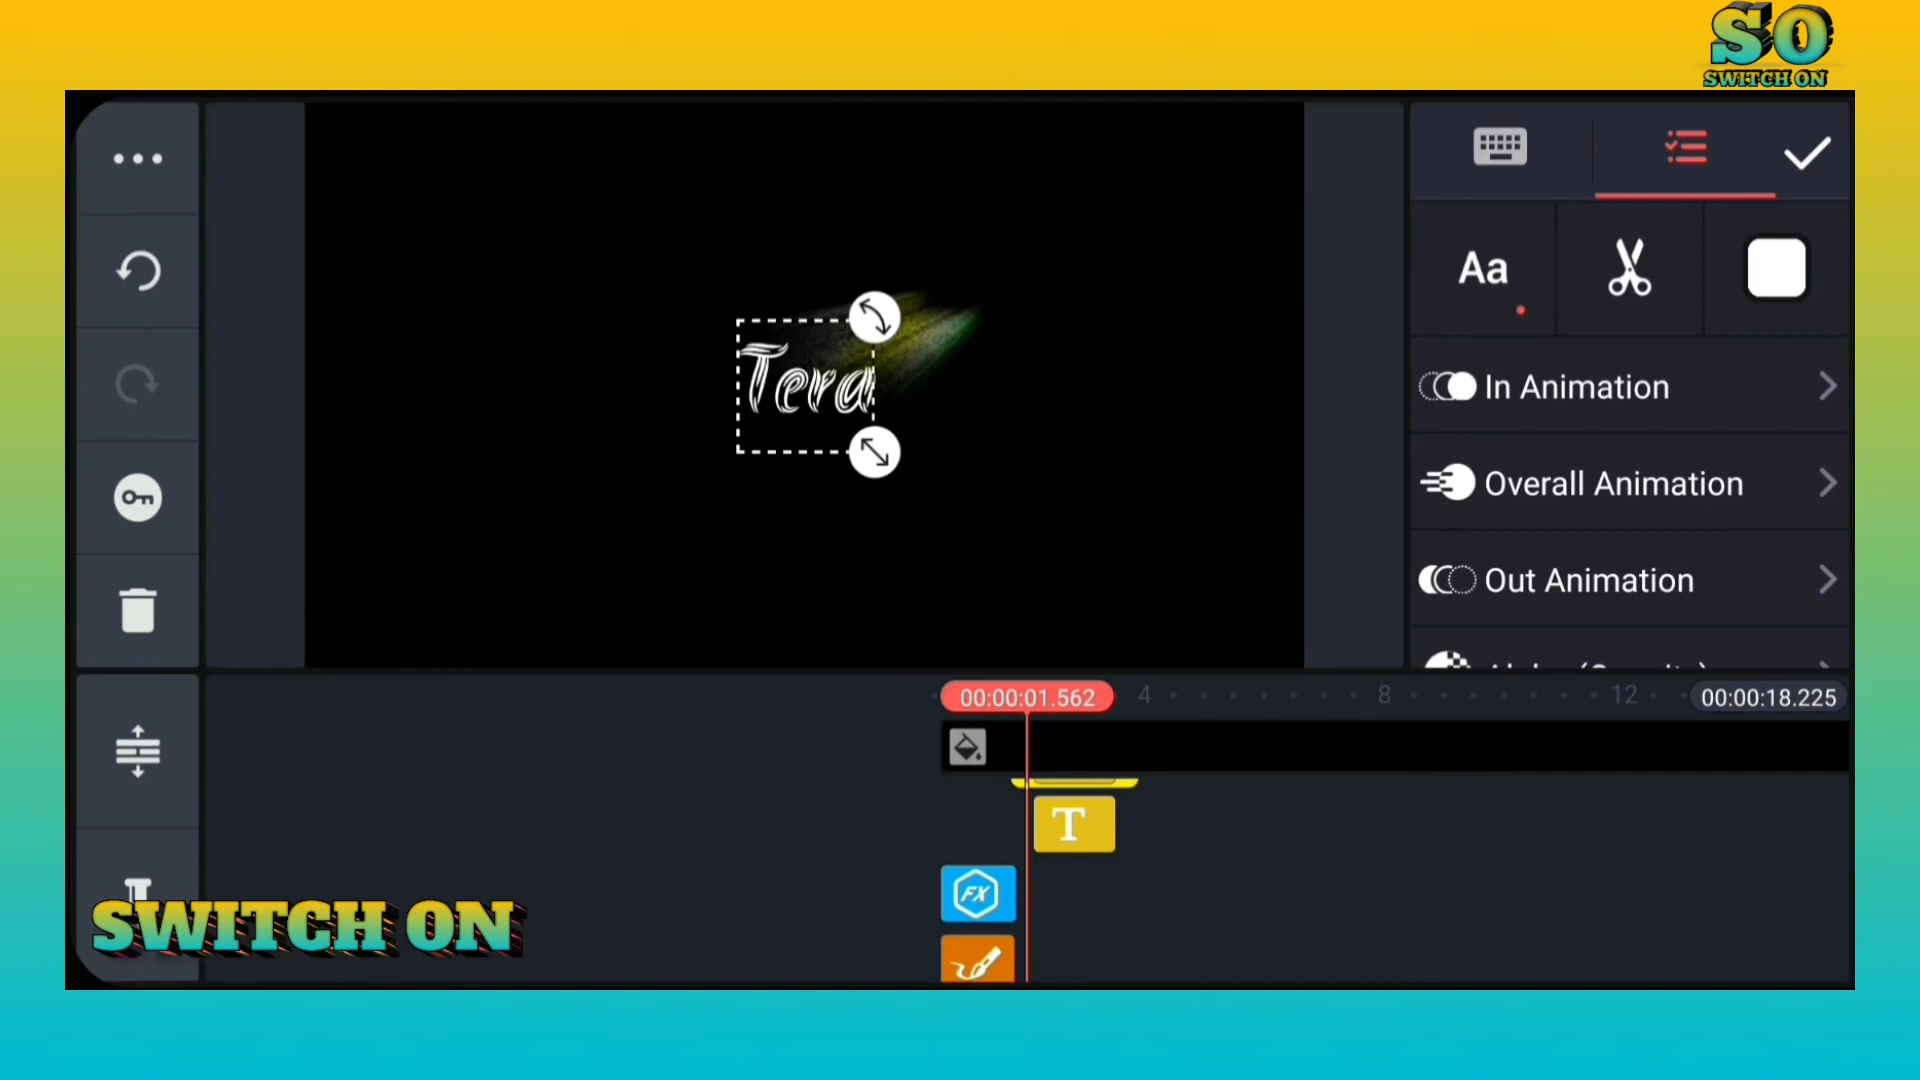 SO
SWITCH ON
Aa
Tera
In Animation
Overall Animation
Out Animation
00:00:01.562
4
8
12
00:00:18.225
T
FX
SWITCH ON